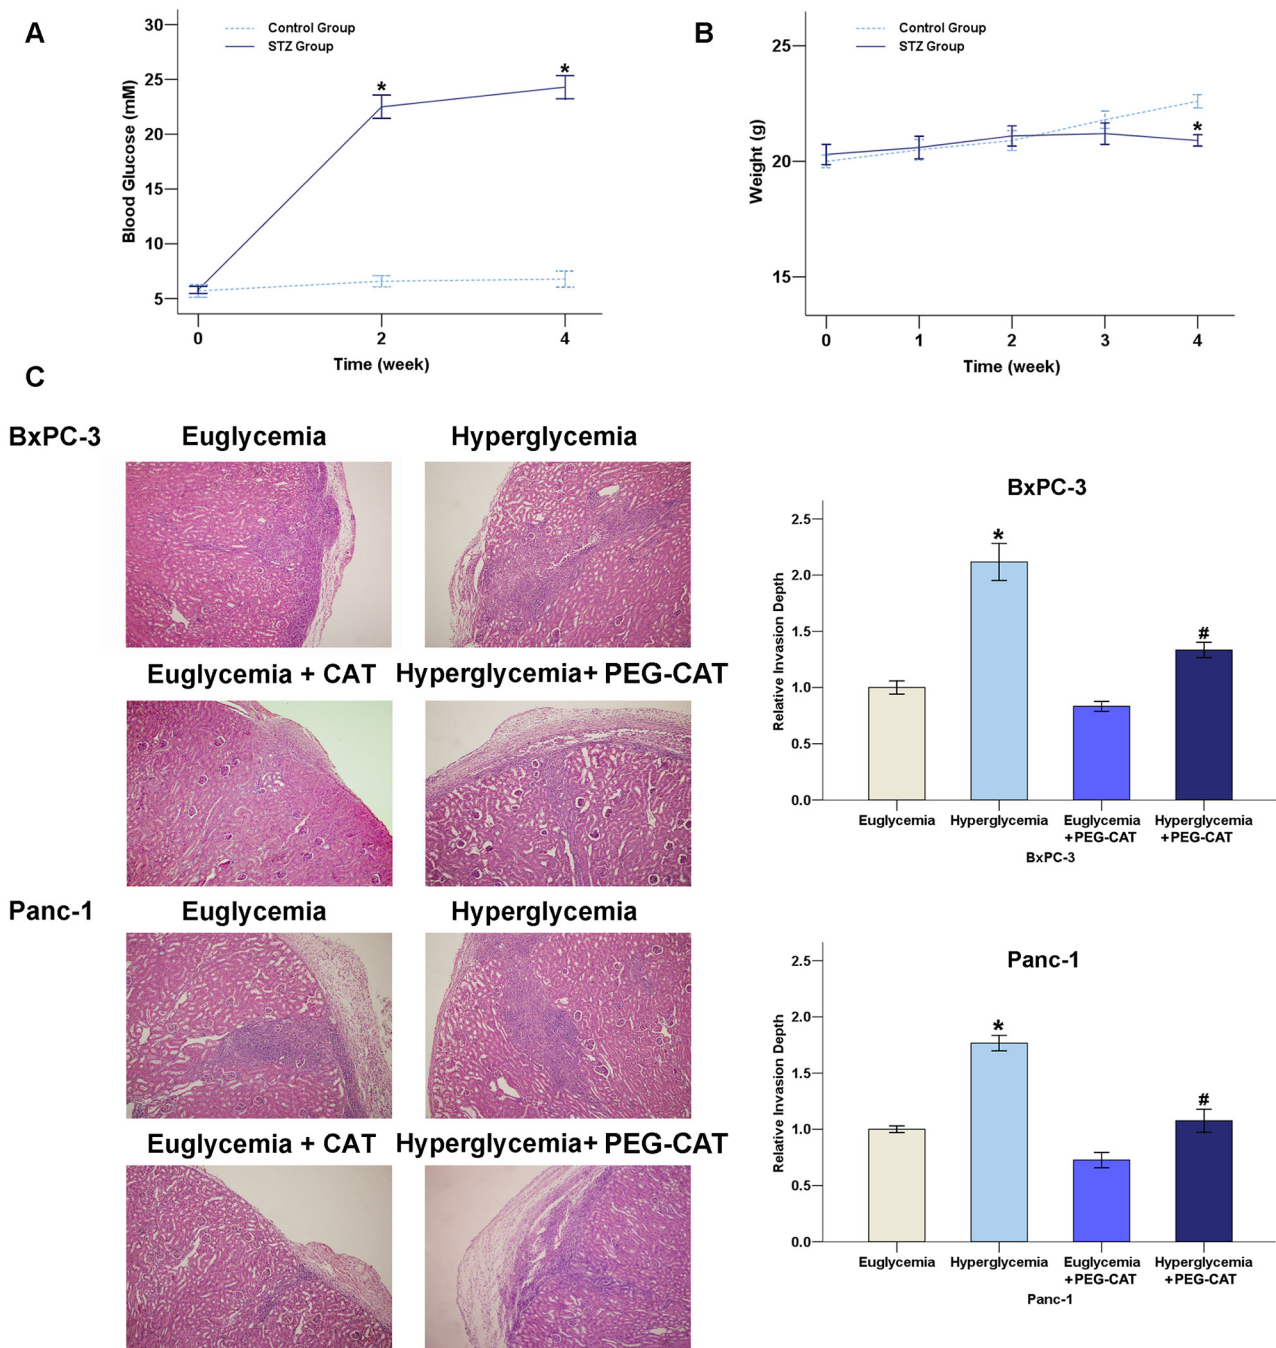 A
Control Group
STZ Group
30
25
20
15
10
5
*
*
Blood Glucose (mM)
0
2
4
Time (week)
B
Control Group
STZ Group
25
20
15
*
Weight (g)
0
1
2
3
4
Time (week)
C
BxPC-3
Euglycemia
Hyperglycemia
Euglycemia + CAT
Hyperglycemia+ PEG-CAT
BxPC-3
2.5
2.0
1.5
1.0
0.5
0.0
*
#
Relative Invasion Depth
Euglycemia
Hyperglycemia
Euglycemia
+PEG-CAT
Hyperglycemia
+PEG-CAT
BxPC-3
Panc-1
Euglycemia
Hyperglycemia
Euglycemia + CAT
Hyperglycemia+ PEG-CAT
Panc-1
2.5
2.0
1.5
1.0
0.5
0.0
*
#
Relative Invasion Depth
Euglycemia
Hyperglycemia
Euglycemia
+PEG-CAT
Hyperglycemia
+PEG-CAT
Panc-1